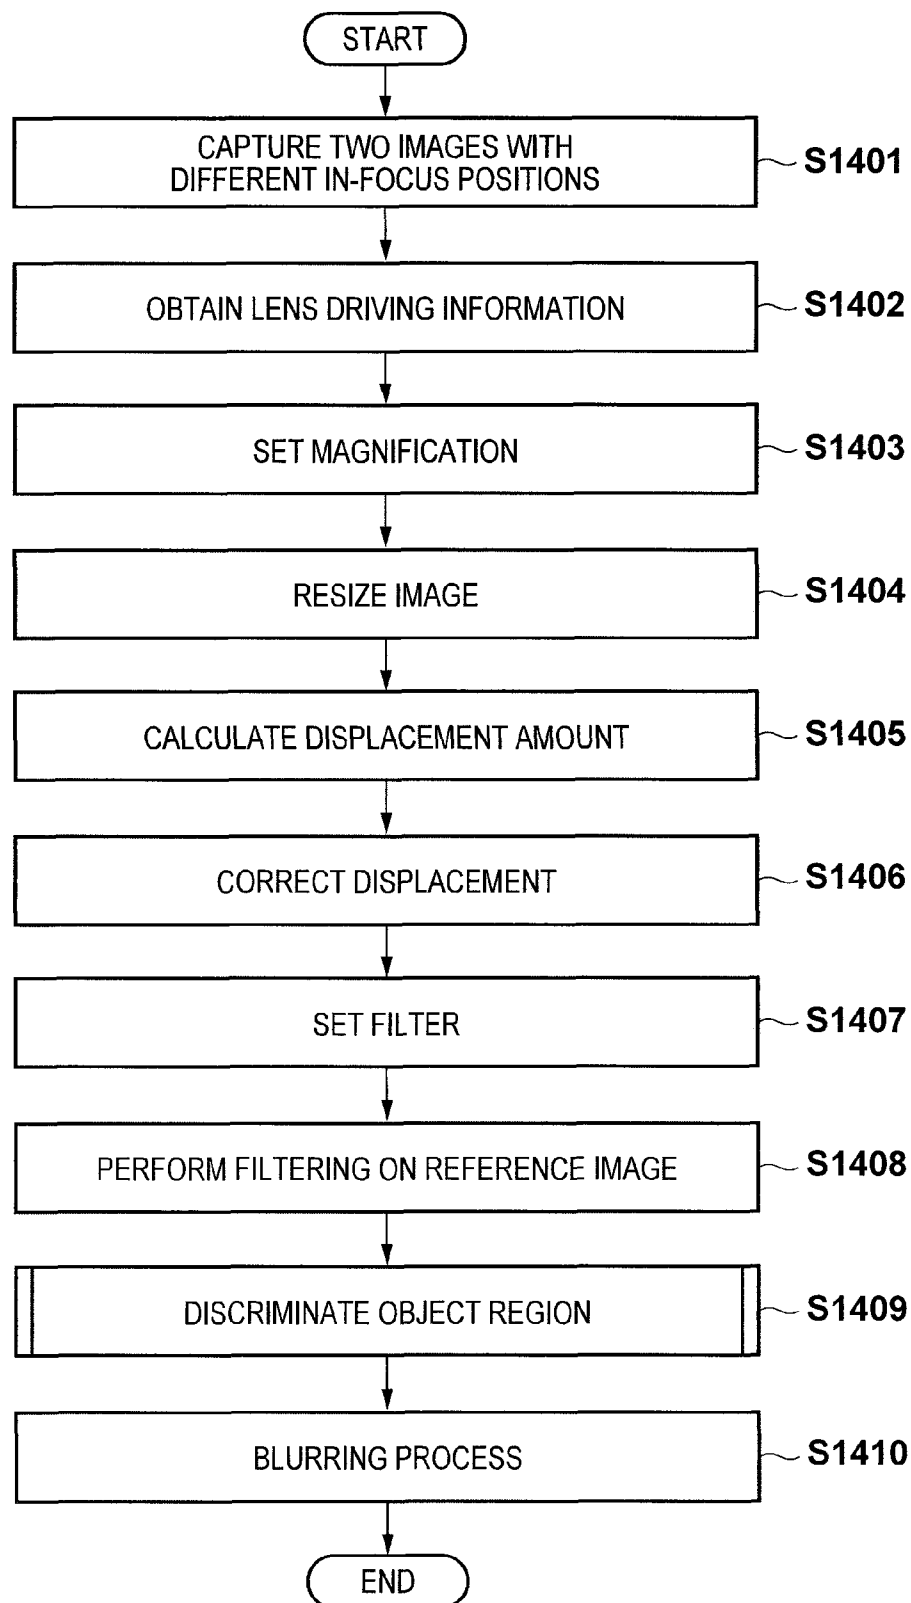 START
CAPTURE TWO IMAGES WITH
DIFFERENT IN-FOCUS POSITIONS
S1401
OBTAIN LENS DRIVING INFORMATION
S1402
SET MAGNIFICATION
S1403
RESIZE IMAGE
S1404
CALCULATE DISPLACEMENT AMOUNT
S1405
CORRECT DISPLACEMENT
S1406
SET FILTER
S1407
PERFORM FILTERING ON REFERENCE IMAGE
S1408
DISCRIMINATE OBJECT REGION
S1409
BLURRING PROCESS
S1410
END